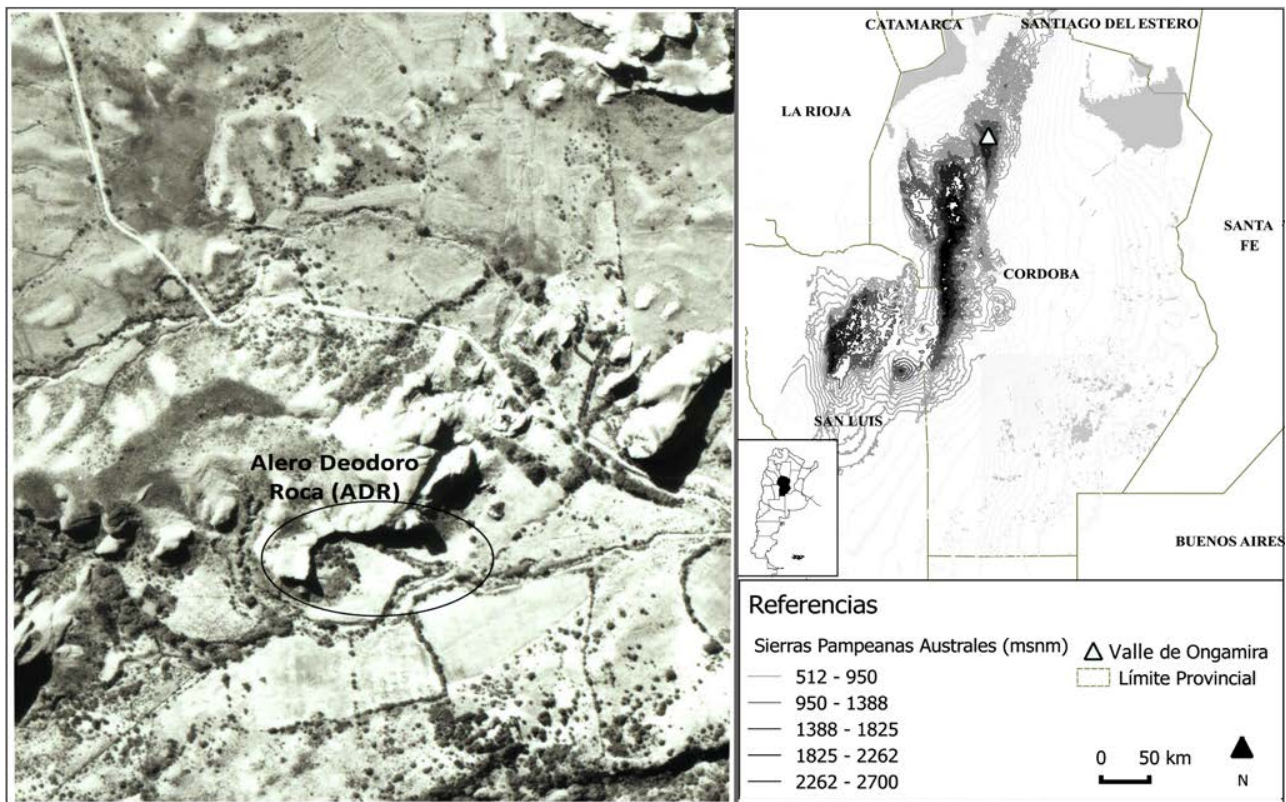 Alero Deodoro
Roca (ADR)
CATAMARCA
SANTIAGO DEL ESTERO
LA RIOJA
SANTA
FE
CORDOBA
SAN LUIS
BUENOS AIRES
Referencias
Sierras Pampeanas Australes (msnm)
512 - 950
950 - 1388
1388 - 1825
1825 - 2262
2262 - 2700
Valle de Ongamira
Límite Provincial
0 50 km
N